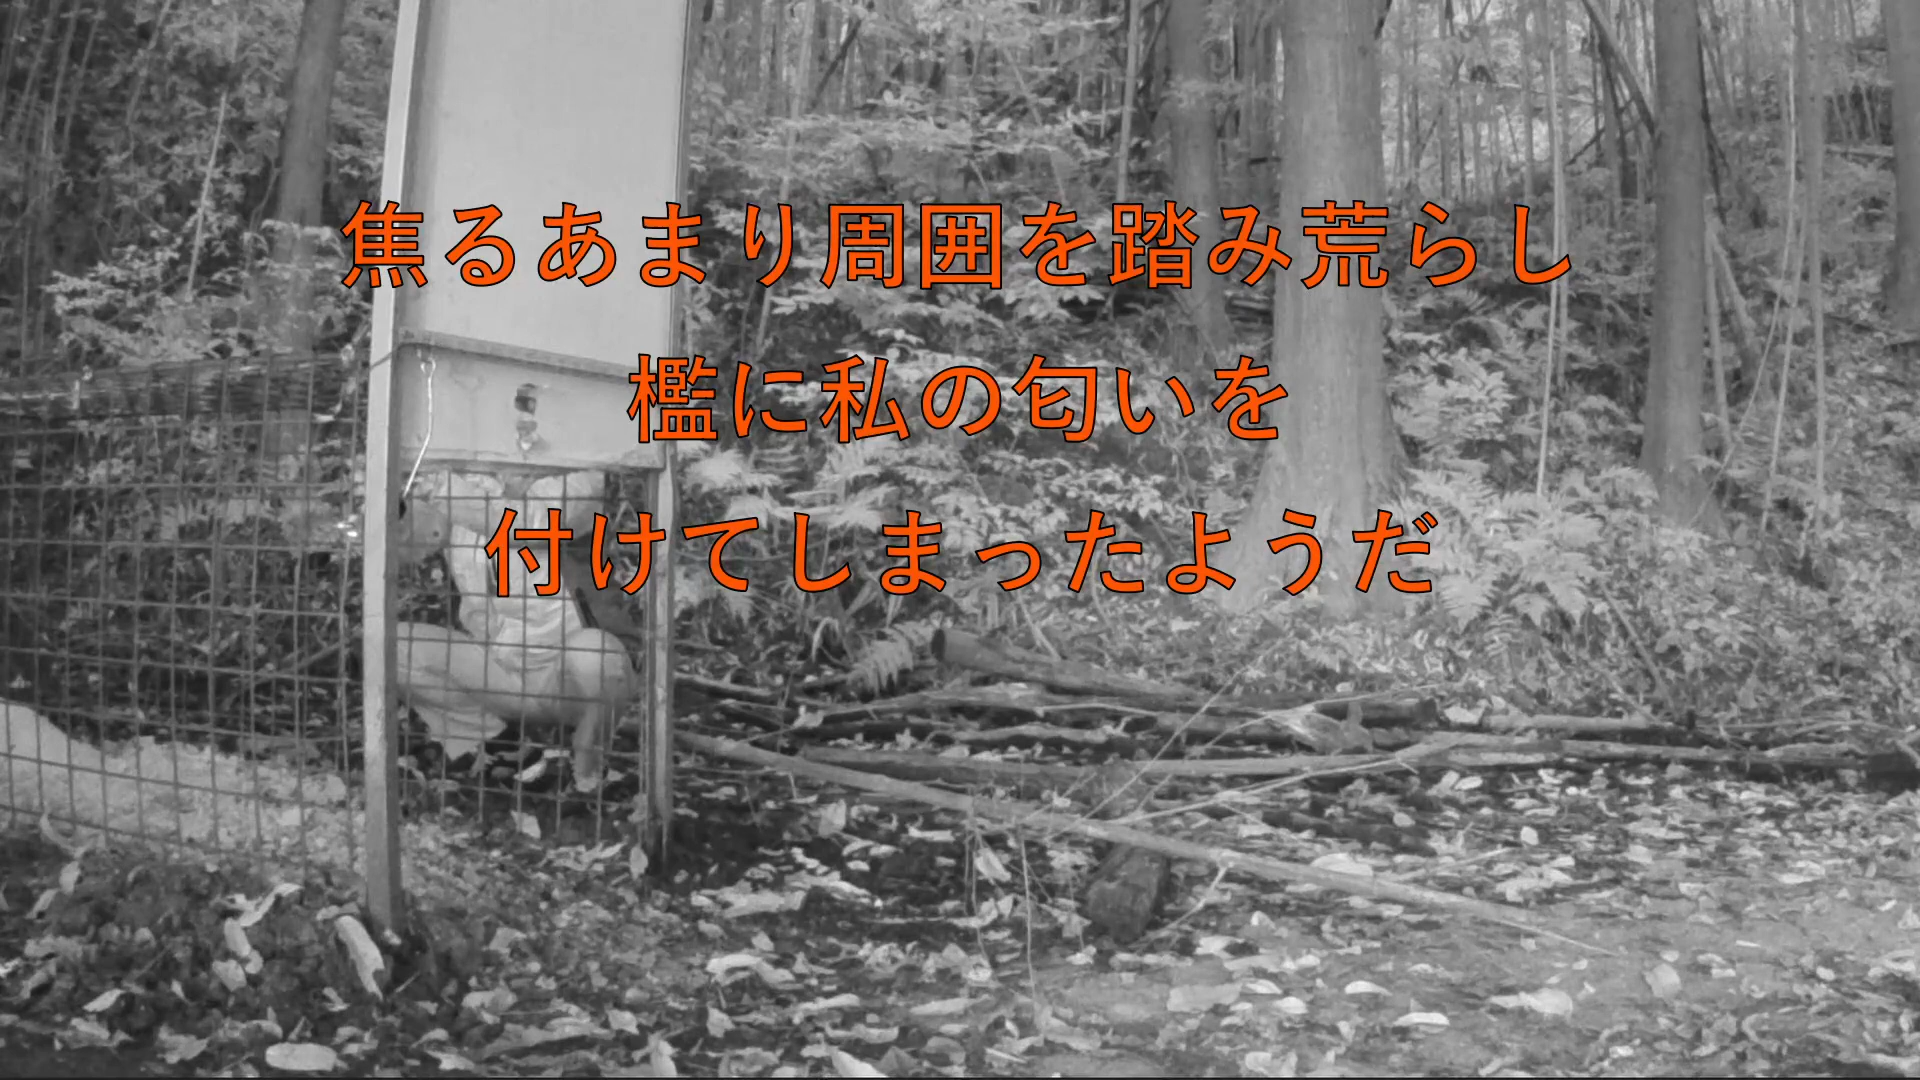 焦るあまり周囲を踏み荒らし
檻に私の匂いを
付けてしまったようだ